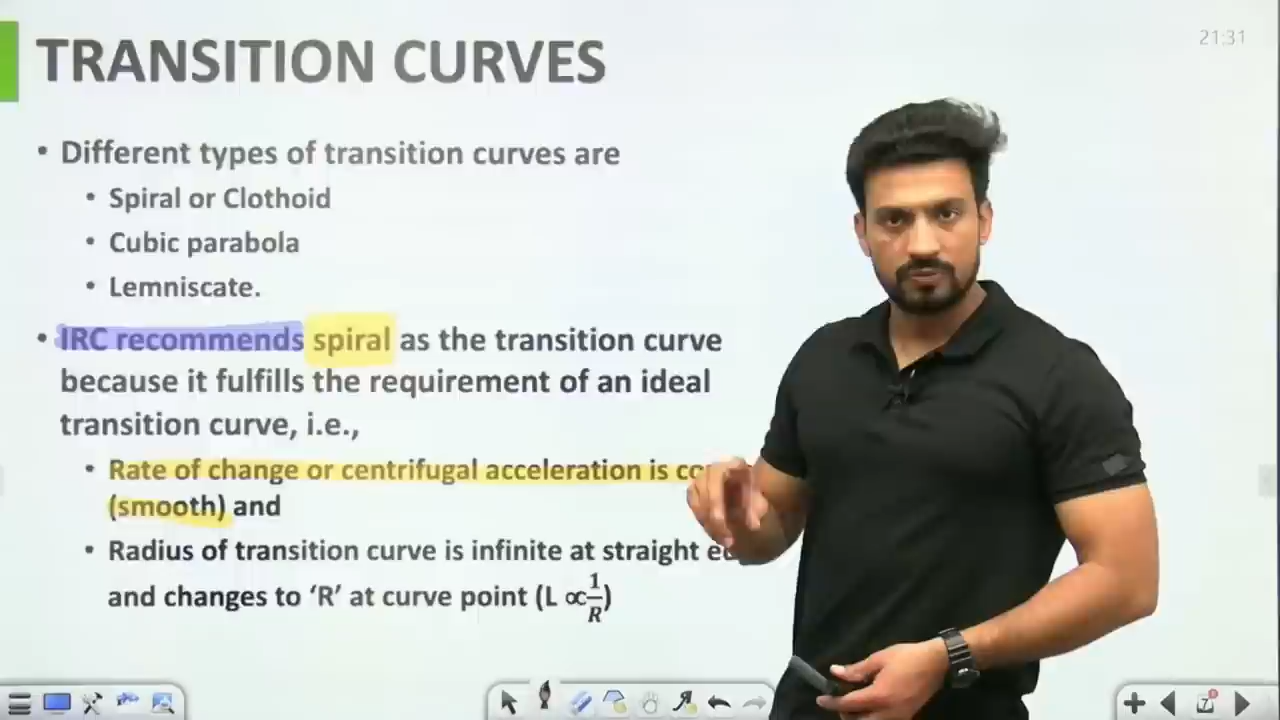 21:31
TRANSITION CURVES
• Different types of transition curves are
• Spiral or Clothoid
• Cubic parabola
• Lemniscate.
• IRC recommends spiral as the transition curve
because it fulfills the requirement of an ideal
transition curve, i.e.,
• Rate of change or centrifugal acceleration is
(smooth) and
• Radius of transition curve is infinite at straight
and changes to ‘R’ at curve point (L ∝ 1/R)